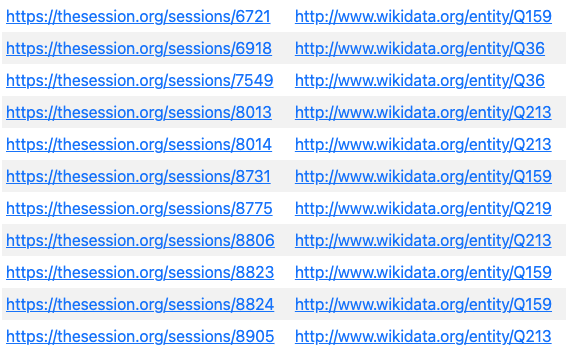 https://thesession.org/sessions/6721 http://www.wikidata.org/entity/Q159
https://thesession.org/sessions/6918 http://www.wikidata.org/entity/Q36
https://thesession.org/sessions/7549 http://www.wikidata.org/entity/Q36
https://thesession.org/sessions/8013 http://www.wikidata.org/entity/Q213
https://thesession.org/sessions/8014 http://www.wikidata.org/entity/Q213
https://thesession.org/sessions/8731 http://www.wikidata.org/entity/Q159
https://thesession.org/sessions/8775 http://www.wikidata.org/entity/Q219
https://thesession.org/sessions/8806 http://www.wikidata.org/entity/Q213
https://thesession.org/sessions/8823 http://www.wikidata.org/entity/Q159
https://thesession.org/sessions/8824 http://www.wikidata.org/entity/Q159
https://thesession.org/sessions/8905 http://www.wikidata.org/entity/Q213